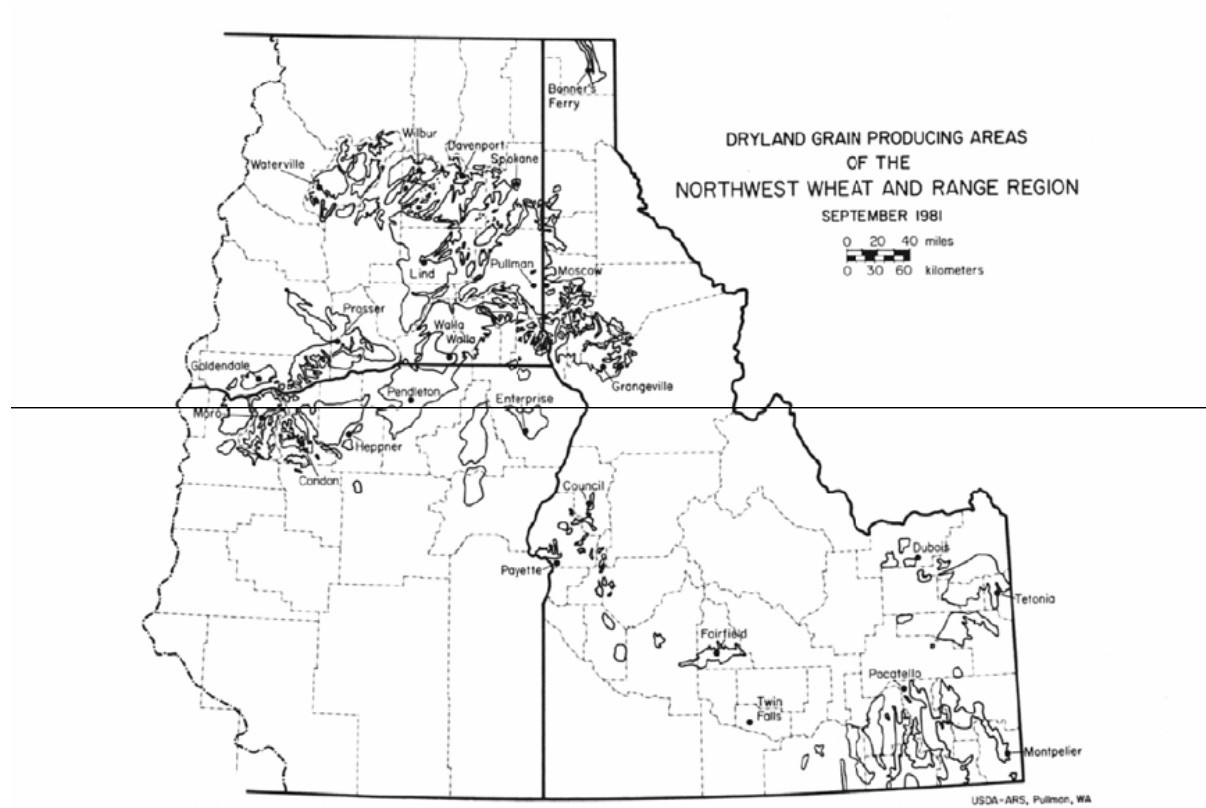 Bonner's
Ferry
DRYLAND GRAIN PRODUCING AREAS
OF THE
NORTHWEST WHEAT AND RANGE REGION
SEPTEMBER 1981
0 20 40 miles
0 30 60 kilometers
Wilbur
Davenport
Spokane
Waterville
Lind
Pullman
Moscow
Prosser
Walla
Walla
Goldendale
Grangeville
Pendleton
Enterprise
Moro
Heppner
Condon
Council
Payette
Dubois
Tetonia
Fairfield
Pocatello
Twin
Falls
Montpelier
USDA-ARS, Pullman, WA